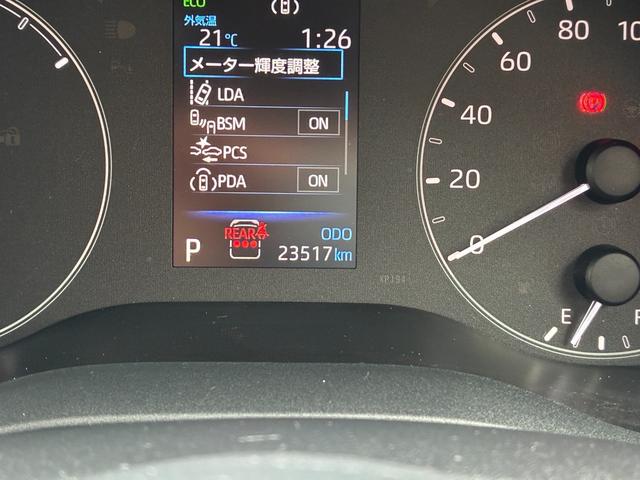 ECO
外気温
21℃ 1:26
メーター輝度調整
LDA
BSM ON
PCS
PDA ON
REAR
ODO
P 23517km
80
60
40
20
0
E